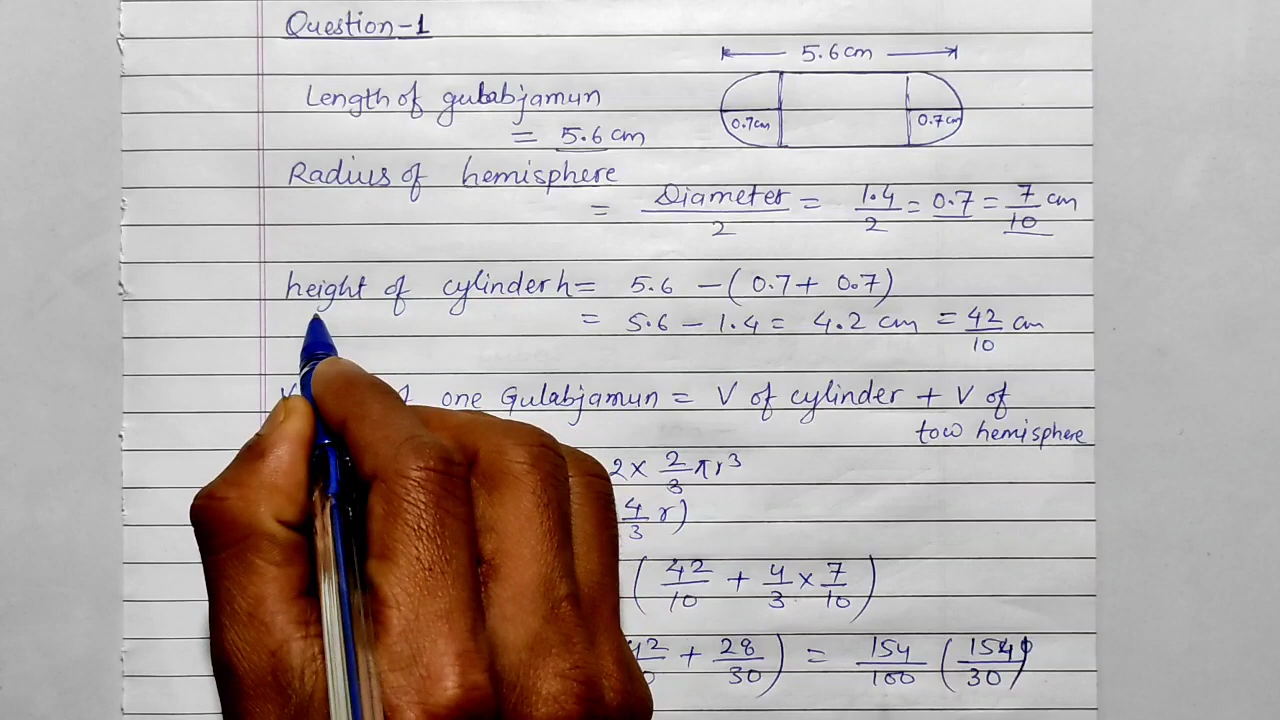 Question-1
5.6cm
Length of gulabjamun
0.7cm 0.7cm
= 5.6 cm
Radius of hemisphere
= Diameter/2 = 1.4/2 = 0.7 = 7/10 cm
height of cylinder h = 5.6 - (0.7 + 0.7)
= 5.6 - 1.4 = 4.2 cm = 42/10 cm
one Gulabjamun = V of cylinder + V of
tow hemisphere
2 × 2/3 πr³
4/3 r)
(42/10 + 4/3 × 7/10)
+ 28/30) = 154/100 (154/30)